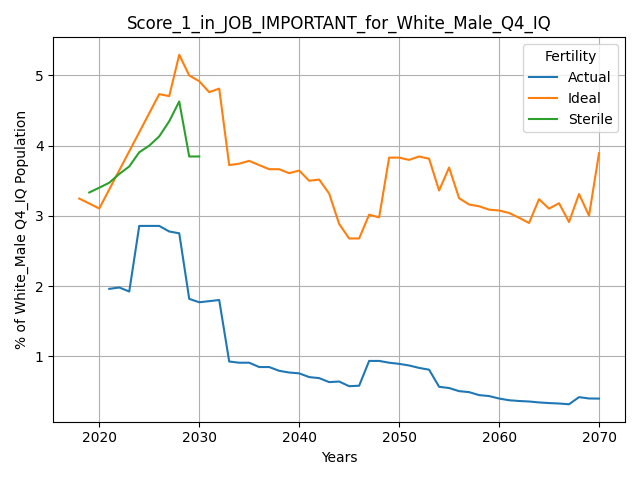 Score_1_in_JOB_IMPORTANT_for_White_Male_Q4_IQ
Fertility
Actual
Ideal
Sterile
% of White_Male Q4_IQ Population
5
4
3
2
1
2020 2030 2040 2050 2060 2070
Years